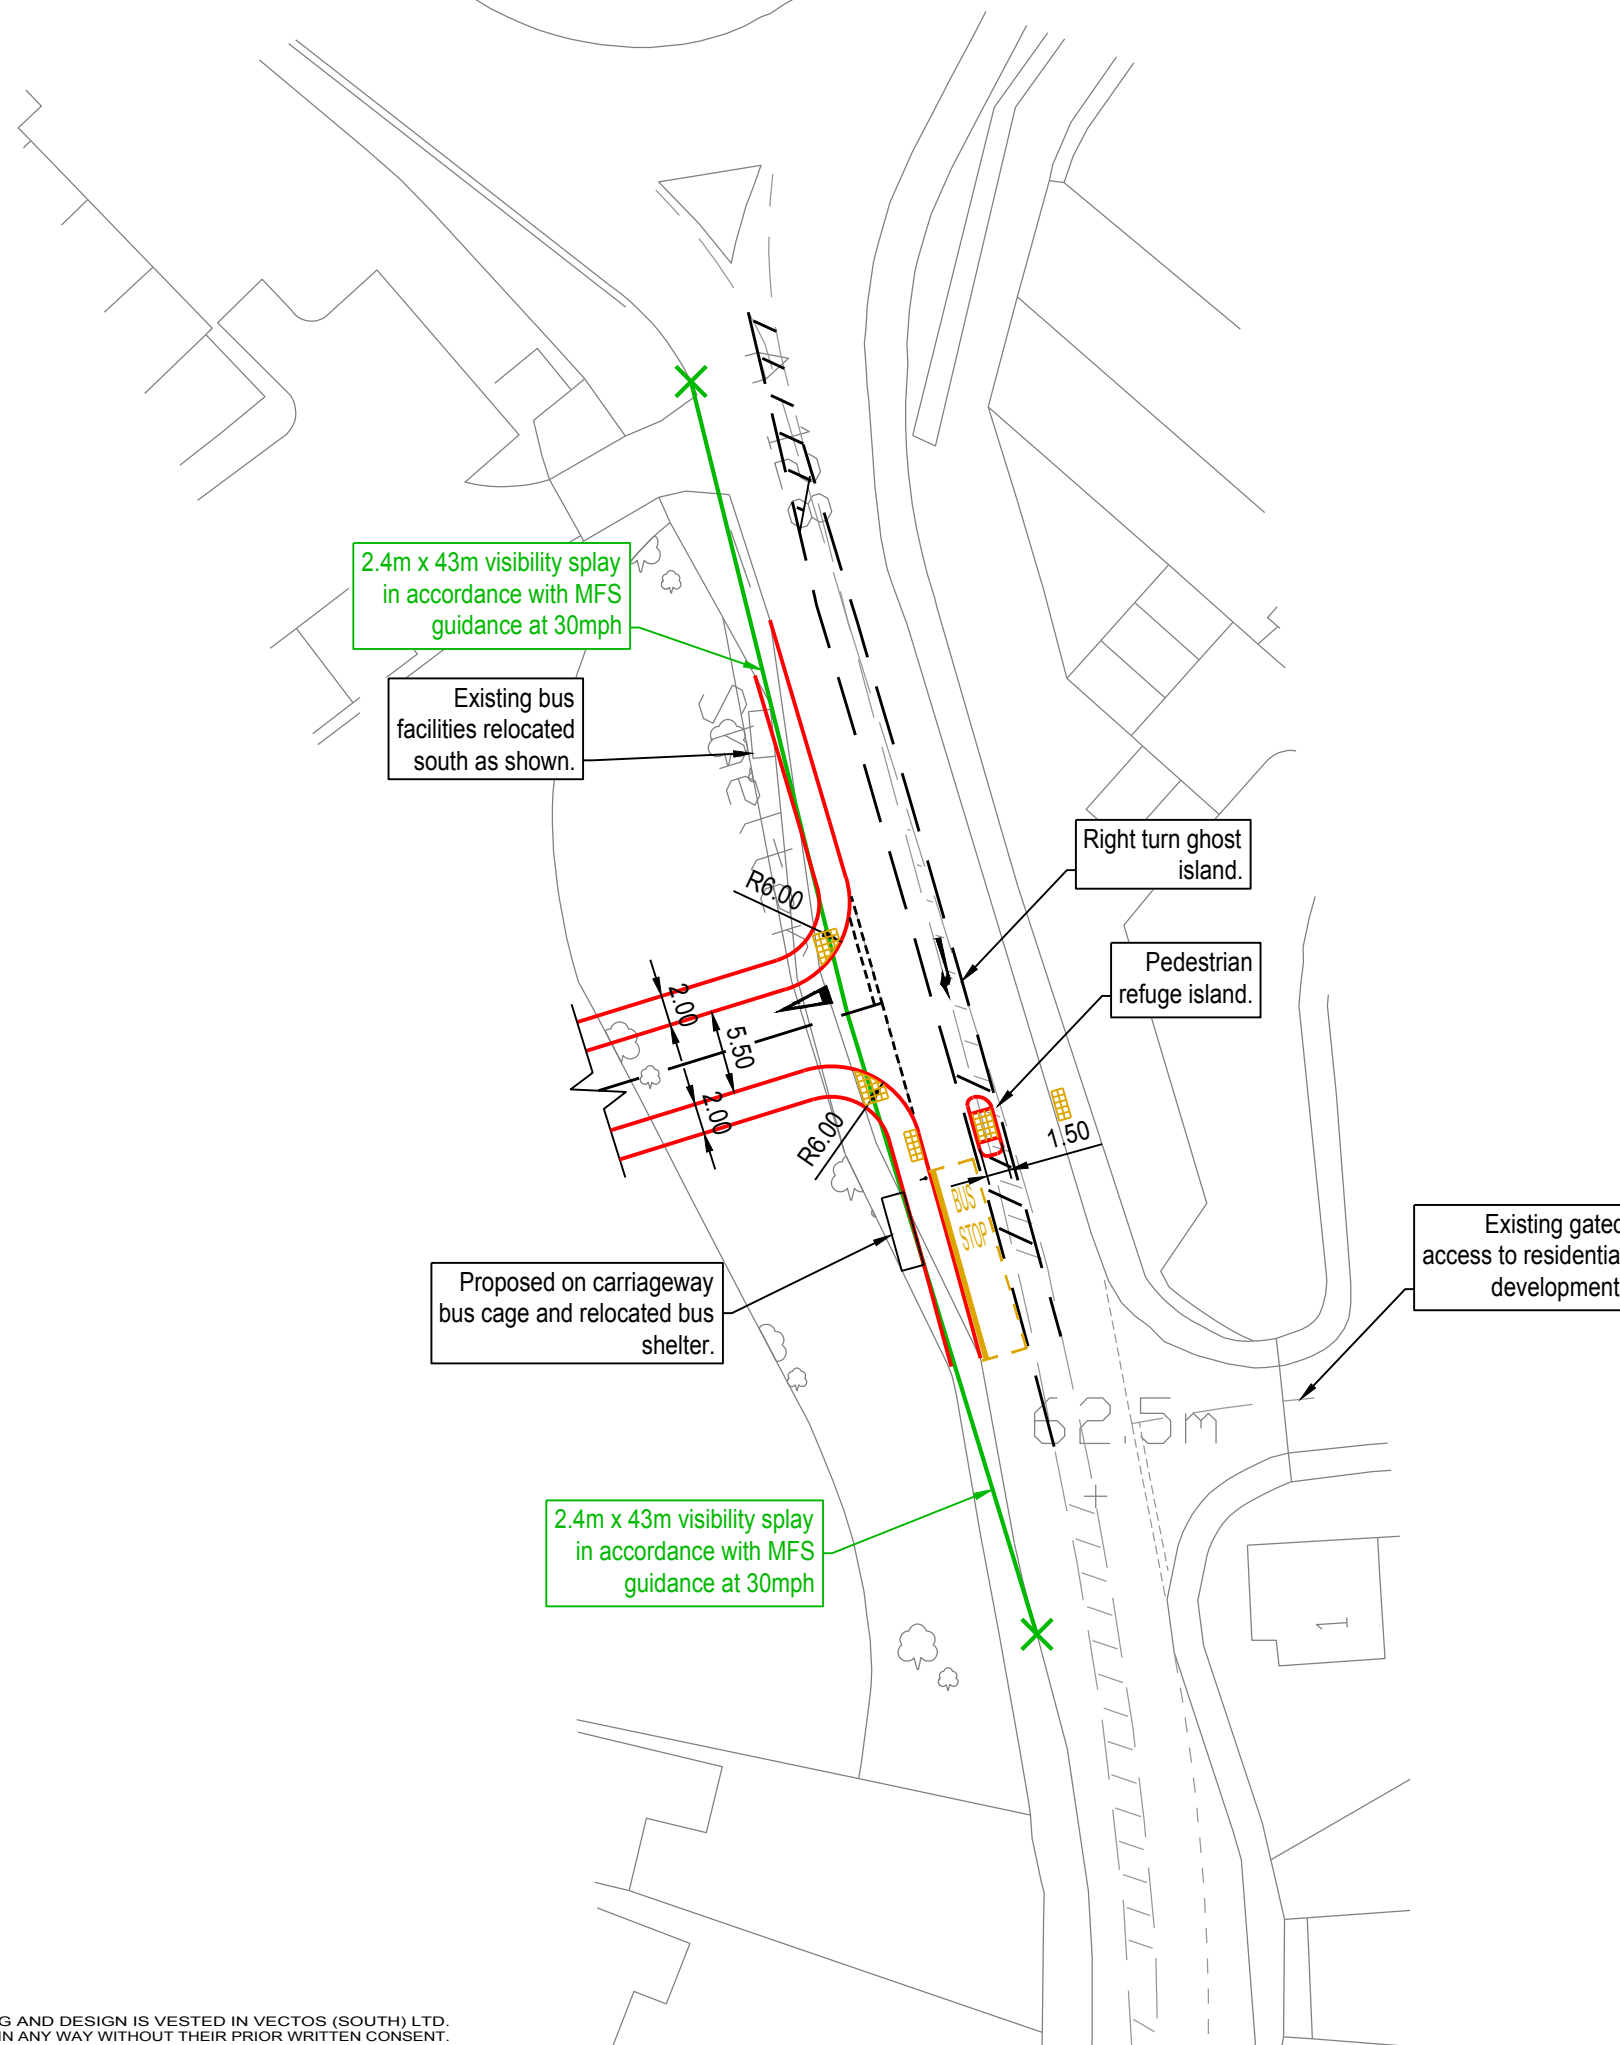 2.4m x 43m visibility splay
in accordance with MFS
guidance at 30mph
Existing bus
facilities relocated
south as shown.
Right turn ghost
island.
R6.00
Pedestrian
refuge island.
2.00
5.50
2.00
R6.00
1.50
BUS
STOP
Existing gated
access to residentia
development
Proposed on carriageway
bus cage and relocated bus
shelter.
62.5m
2.4m x 43m visibility splay
in accordance with MFS
guidance at 30mph
1
G AND DESIGN IS VESTED IN VECTOS (SOUTH) LTD.
IN ANY WAY WITHOUT THEIR PRIOR WRITTEN CONSENT.